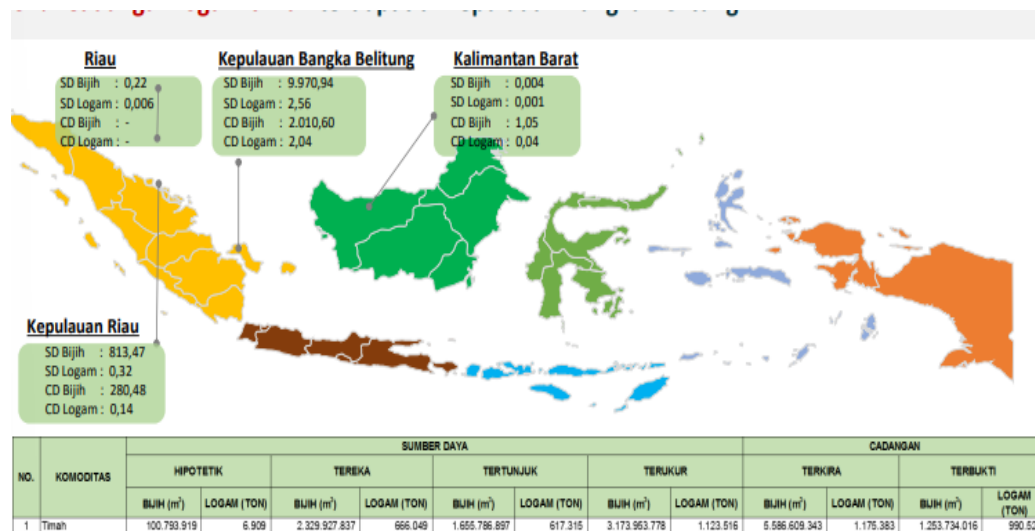 Riau
SD Bijih : 0,22
SD Logam : 0,006
CD Bijih : -
CD Logam : -
Kepulauan Bangka Belitung
SD Bijih : 9.970,94
SD Logam : 2,56
CD Bijih : 2.010,60
CD Logam : 2,04
Kalimantan Barat
SD Bijih : 0,004
SD Logam : 0,001
CD Bijih : 1,05
CD Logam : 0,04
Kepulauan Riau
SD Bijih : 813,47
SD Logam : 0,32
CD Bijih : 280,48
CD Logam : 0,14
NO. KOMODITAS SUMBER DAYA CADANGAN
HIPOTETIK TEREKA TERTUNJUK TERUKUR TERKIRA TERBUKTI
BIJIH (m³) LOGAM (TON) BIJIH (m³) LOGAM (TON) BIJIH (m³) LOGAM (TON) BIJIH (m³) LOGAM (TON) BIJIH (m³) LOGAM (TON) BIJIH (m³) LOGAM (TON)
1 Timah 100.793.919 6.909 2.329.927.837 666.049 1.655.786.897 617.315 3.173.953.778 1.123.516 5.586.609.343 1.175.383 1.253.734.016